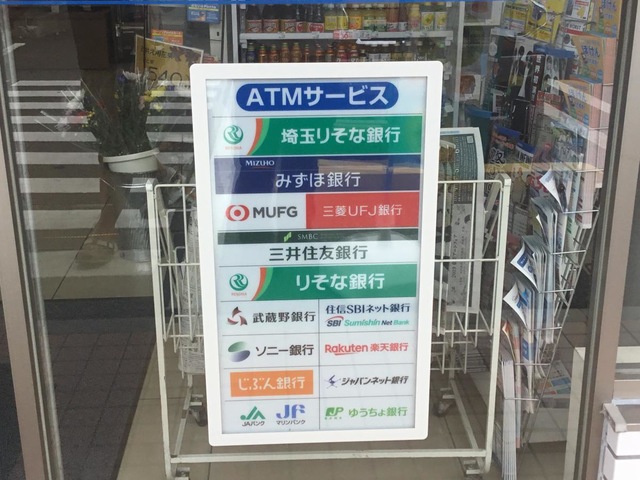 ATMサービス
埼玉りそな銀行
MIZUHO
みずほ銀行
MUFG 三菱UFJ銀行
SMBC
三井住友銀行
りそな銀行
武蔵野銀行
住信SBIネット銀行
SBI Sumishin Net Bank
ソニー銀行
Rakuten 楽天銀行
じぶん銀行
ジャパンネット銀行
JA JF
JAバンク マリンバンク
JP BANK ゆうちょ銀行